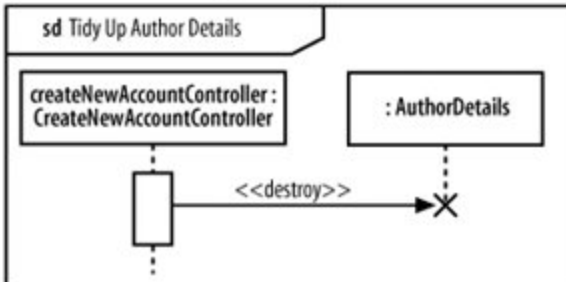 sd Tidy Up Author Details
createNewAccountController :
CreateNewAccountController
: AuthorDetails
<<destroy>>